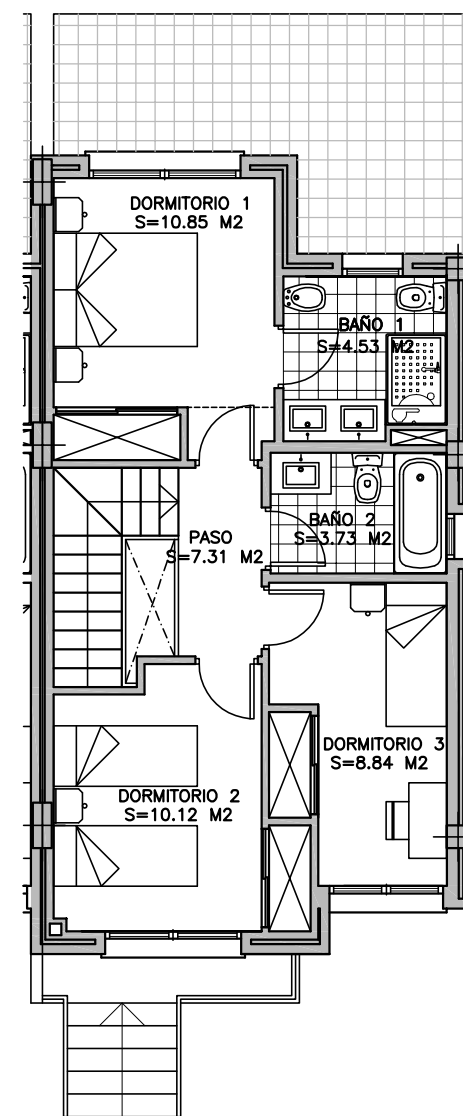 DORMITORIO 1
S=10.85 M2
BAÑO 1
S=4.53 M2
PASO
S=7.31 M2
BAÑO 2
S=3.73 M2
DORMITORIO 3
S=8.84 M2
DORMITORIO 2
S=10.12 M2